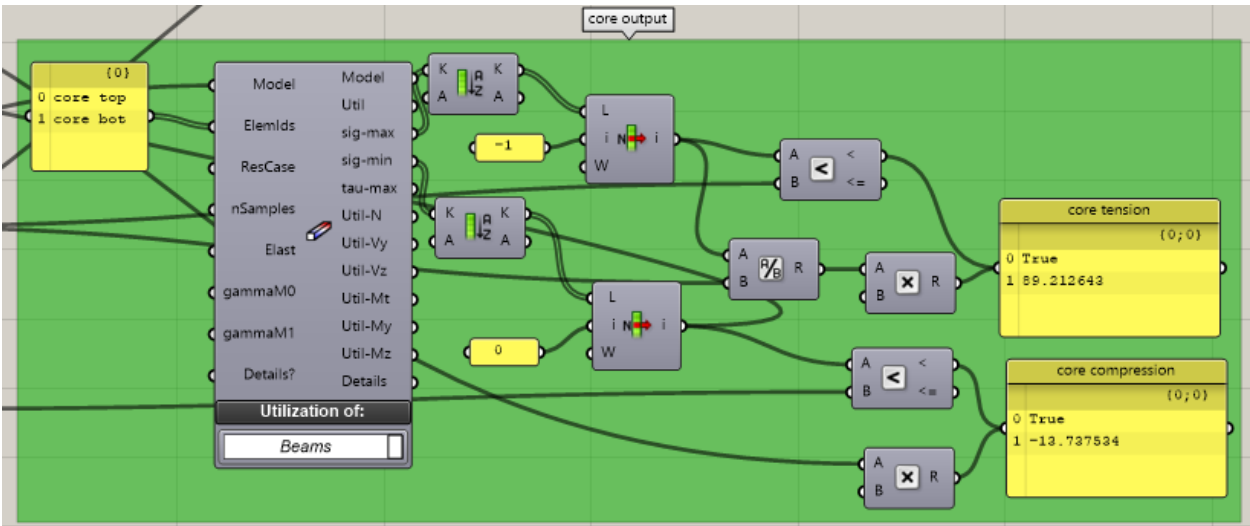 core output
{0}
0 core top
1 core bot
Model
ElemIds
ResCase
nSamples
Elast
gammaM0
gammaM1
Details?
Model
Util
sig-max
sig-min
tau-max
Util-N
Util-Vy
Util-Vz
Util-Mt
Util-My
Util-Mz
Details
Utilization of:
Beams
K A
A Z
K A
-1
L
i
W
N
i
K A
A Z
K A
0
L
i
W
N
i
A
B
<
<
<=
A
B
A/B
R
A
B
×
R
core tension
{0;0}
0 True
1 89.212643
A
B
<
<
<=
A
B
×
R
core compression
{0;0}
0 True
1 -13.737534